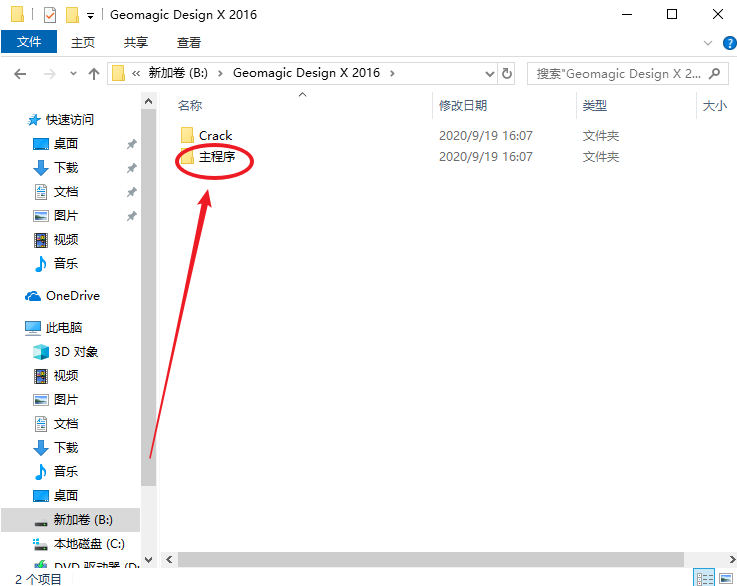 Geomagic Design X 2016
文件 主页 共享 查看
« 新加卷 (B:) › Geomagic Design X 2016 › 搜索"Geomagic Design X 2...
名称 修改日期 类型 大小
快速访问
桌面
下载
文档
图片
视频
音乐
OneDrive
此电脑
3D 对象
视频
图片
文档
下载
音乐
桌面
新加卷 (B:)
本地磁盘 (C:)
DVD 驱动器 (D:
Crack 2020/9/19 16:07 文件夹
主程序 2020/9/19 16:07 文件夹
2 个项目